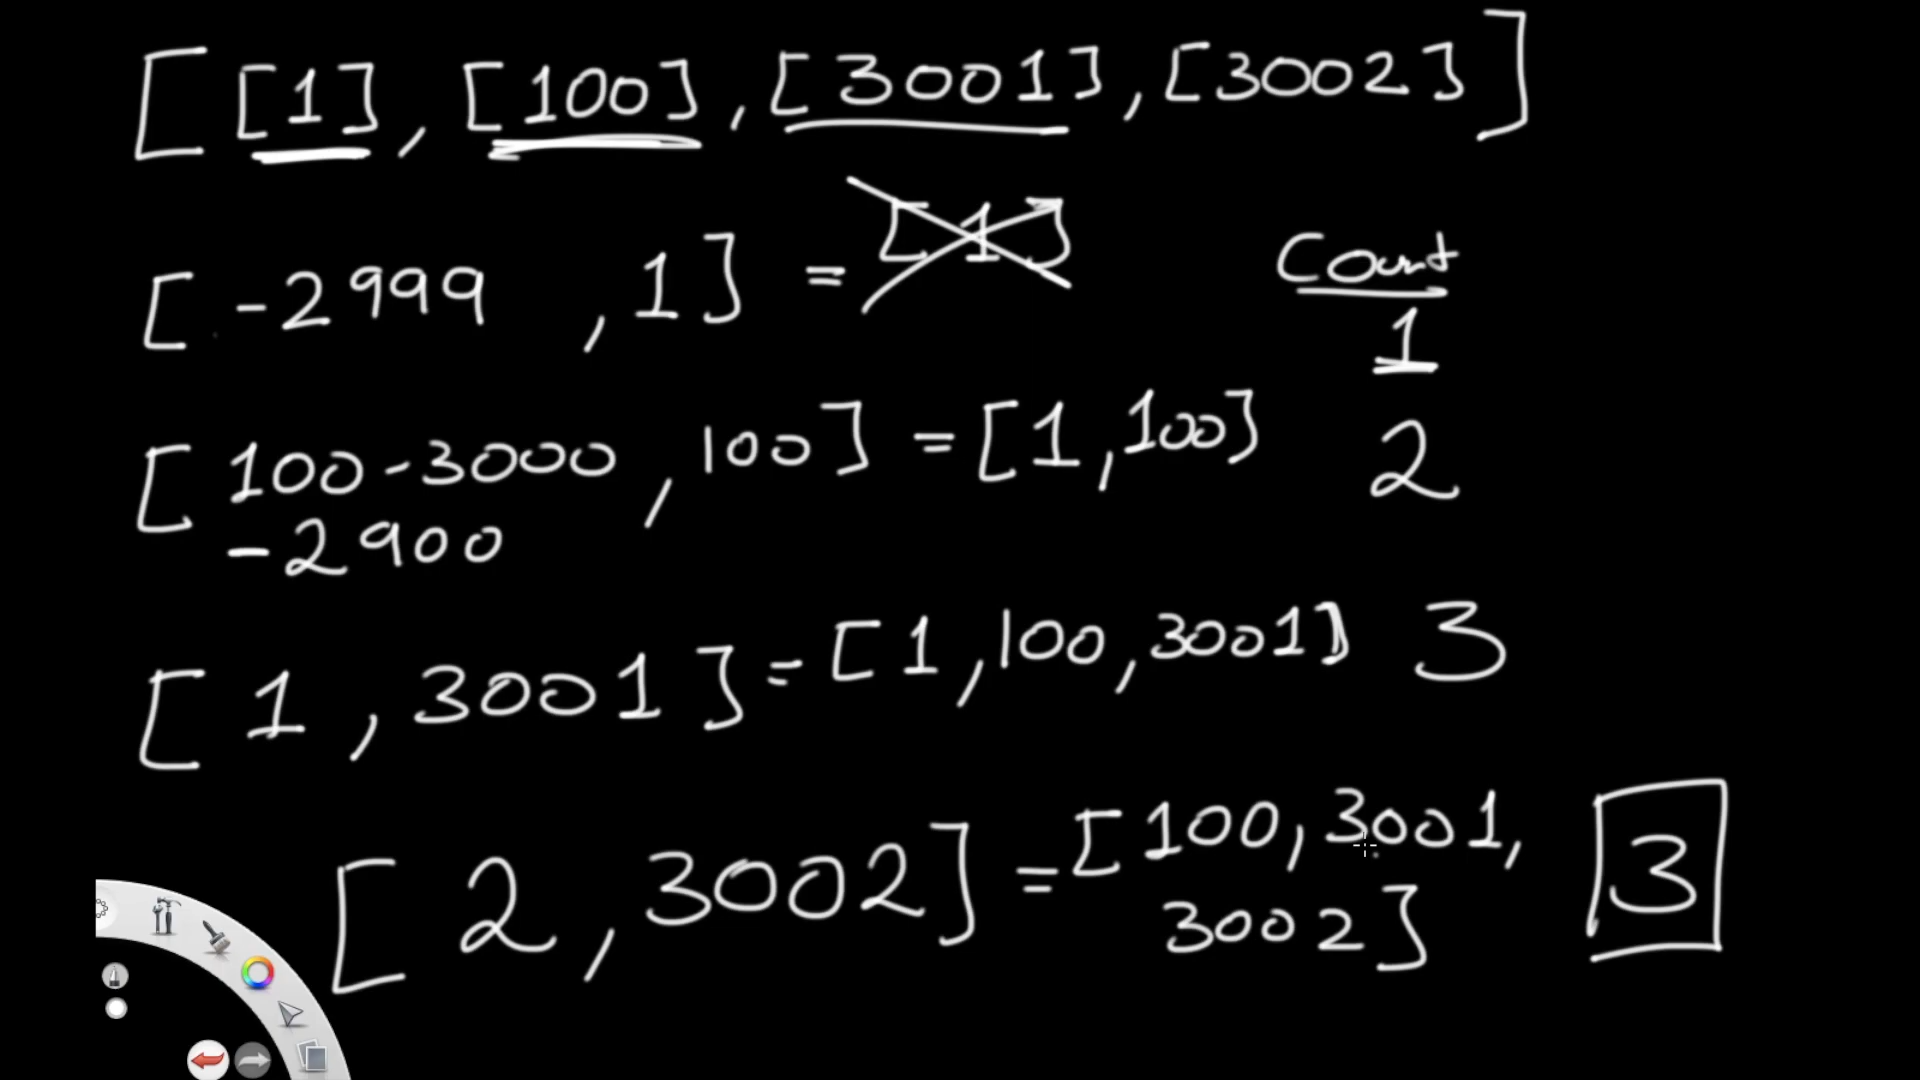 [ [1] , [100] , [3001] , [3002] ]
[ -2999 , 1 ] = [1]
Count
1
[ 100-3000 , 100 ] = [1,100] 2
-2900
[ 1 , 3001 ] = [1,100,3001] 3
[ 2 , 3002 ] = [100,3001,
3002] 3